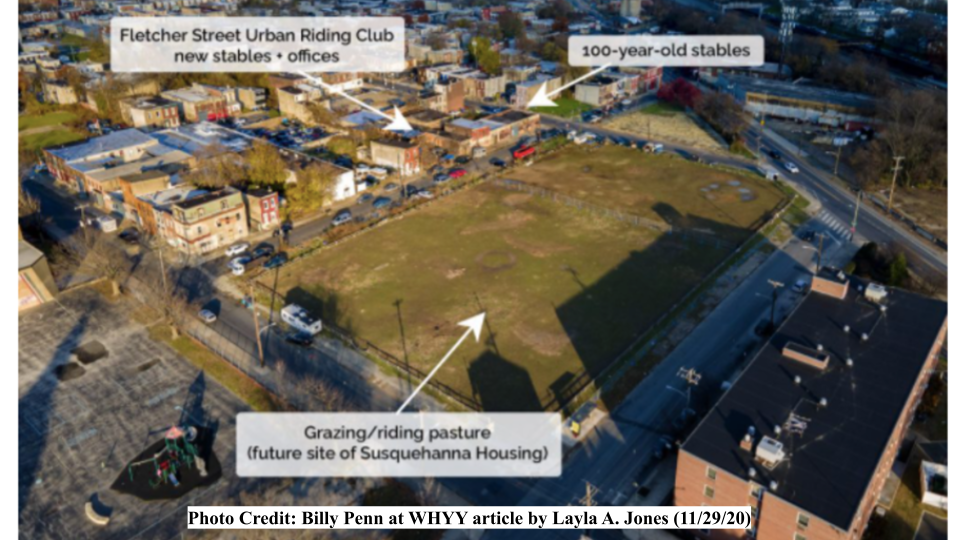 Fletcher Street Urban Riding Club
new stables + offices
100-year-old stables
Grazing/riding pasture
(future site of Susquehanna Housing)
Photo Credit: Billy Penn at WHYY article by Layla A. Jones (11/29/20)